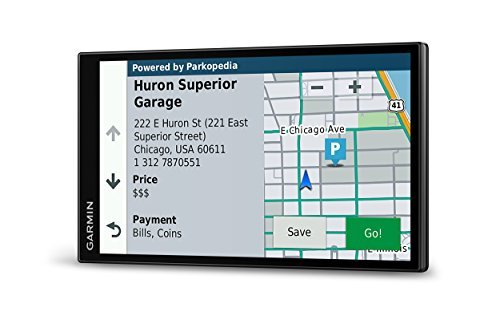 Powered by Parkopedia
Huron Superior
Garage
222 E Huron St (221 East
Superior Street)
Chicago, USA 60611
1 312 7870551
Price
$$$
Payment
Bills, Coins
GARMIN
41
E Chicago Ave
P
Save
Go!